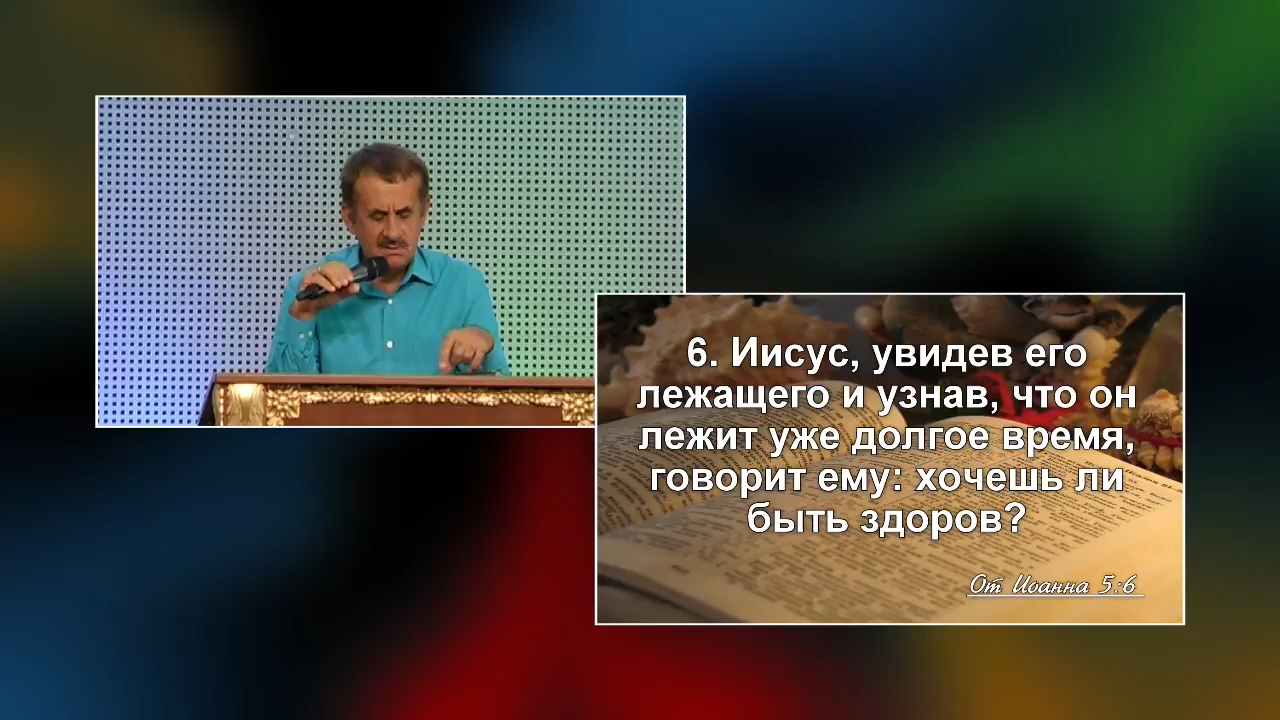 6. Иисус, увидев его
лежащего и узнав, что он
лежит уже долгое время,
говорит ему: хочешь ли
быть здоров?
От Иоанна 5:6